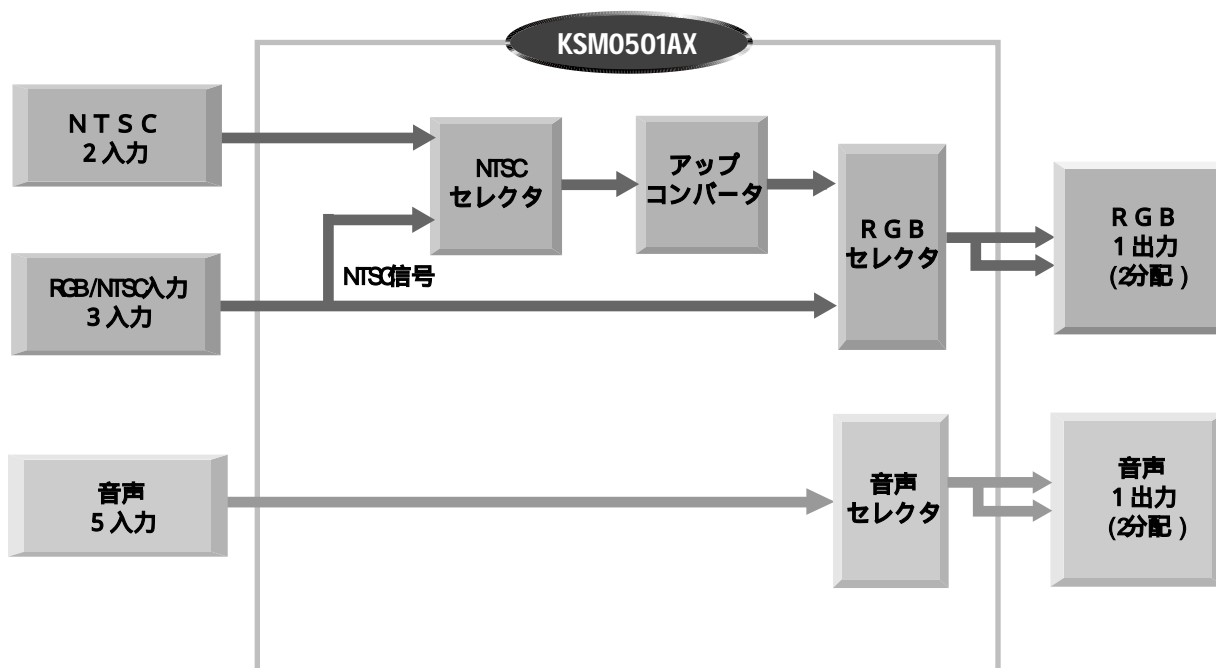 KSM0501AX
NTSC
2入力
NTSC
セレクタ
アップ
コンバータ
RGB
セレクタ
RGB
1出力
(2分配)
RGB/NTSC入力
3入力
NTSC信号
音声
5入力
音声
セレクタ
音声
1出力
(2分配)